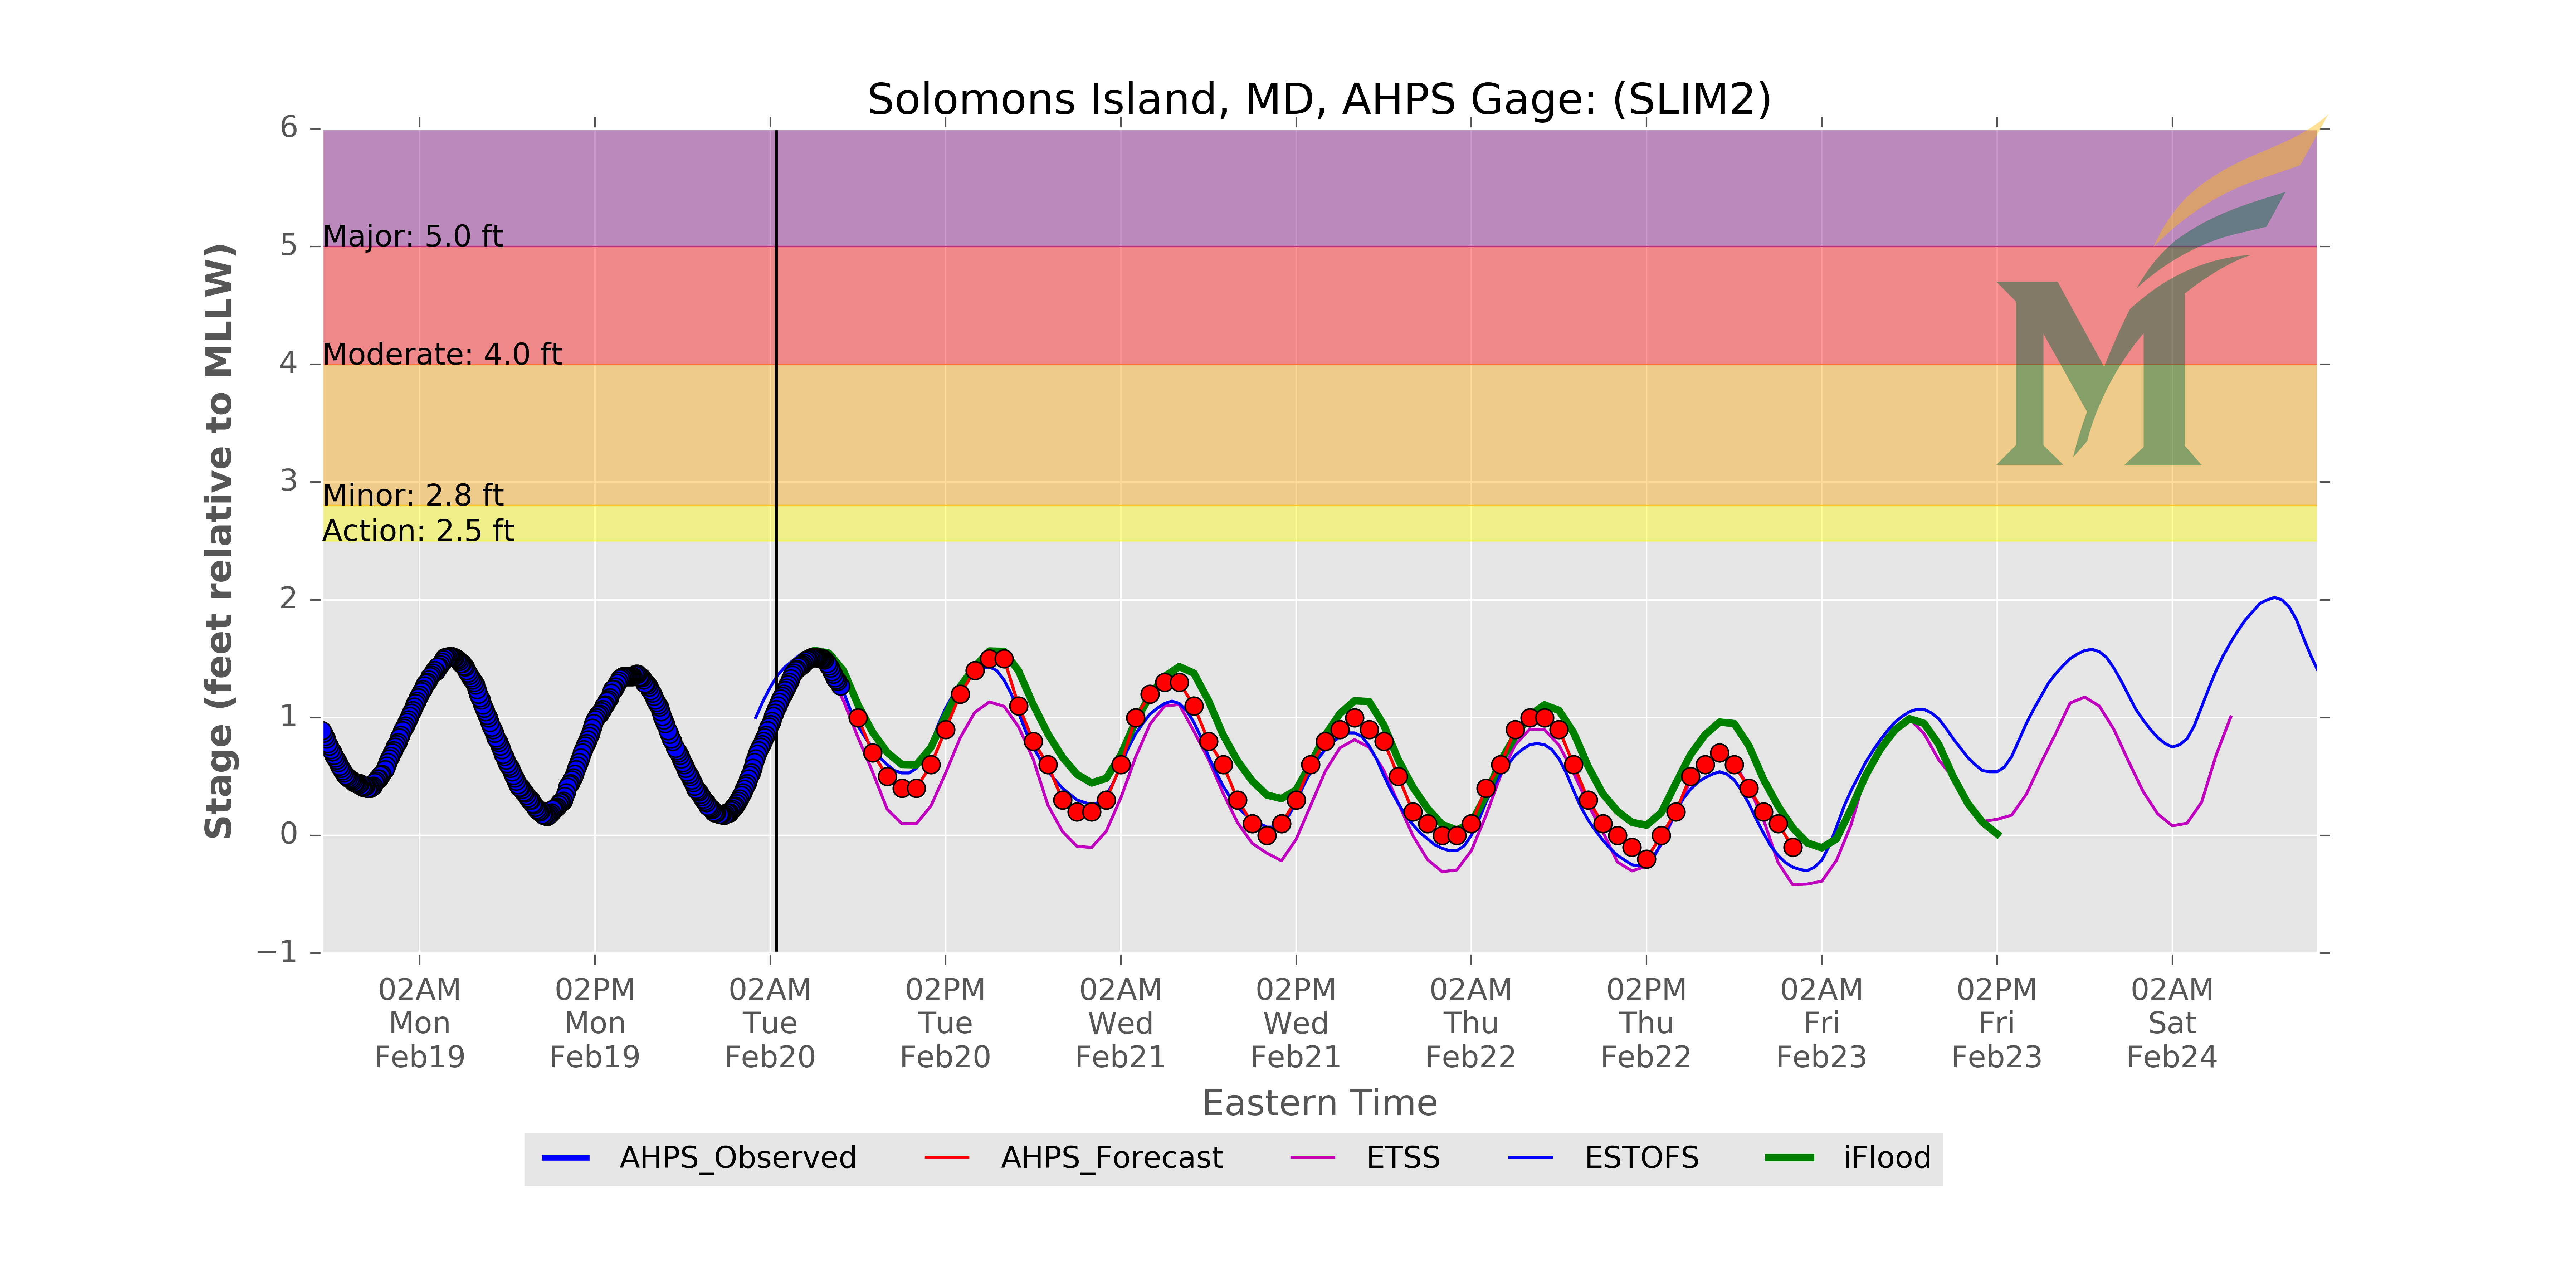 Solomons Island, MD, AHPS Gage: (SLIM2)
Stage (feet relative to MLLW)
6
5
4
3
2
1
0
−1
Major: 5.0 ft
Moderate: 4.0 ft
Minor: 2.8 ft
Action: 2.5 ft
M
02AM
Mon
Feb19
02PM
Mon
Feb19
02AM
Tue
Feb20
02PM
Tue
Feb20
02AM
Wed
Feb21
02PM
Wed
Feb21
02AM
Thu
Feb22
02PM
Thu
Feb22
02AM
Fri
Feb23
02PM
Fri
Feb23
02AM
Sat
Feb24
Eastern Time
AHPS_Observed
AHPS_Forecast
ETSS
ESTOFS
iFlood